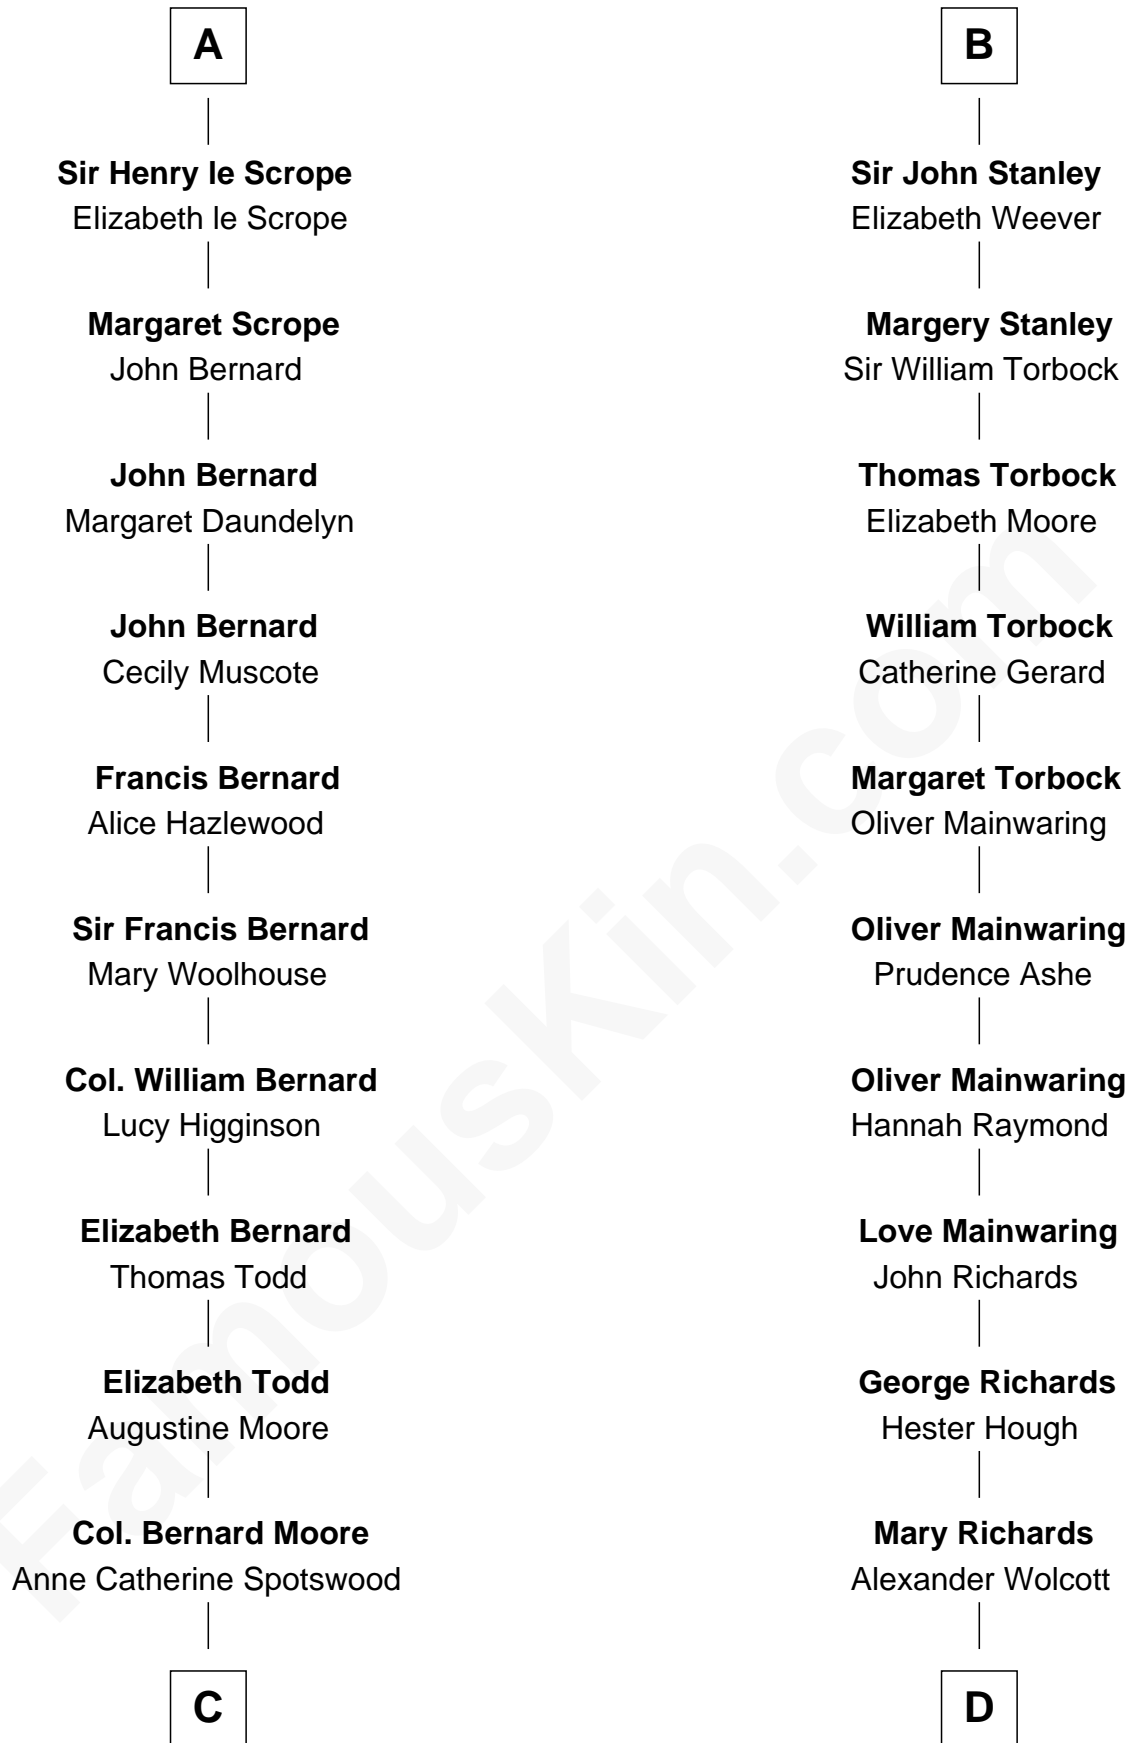 A
Sir Henry le Scrope
Elizabeth le Scrope
Margaret Scrope
John Bernard
John Bernard
Margaret Daundelyn
John Bernard
Cecily Muscote
Francis Bernard
Alice Hazlewood
Sir Francis Bernard
Mary Woolhouse
Col. William Bernard
Lucy Higginson
Elizabeth Bernard
Thomas Todd
Elizabeth Todd
Augustine Moore
Col. Bernard Moore
Anne Catherine Spotswood
C
B
Sir John Stanley
Elizabeth Weever
Margery Stanley
Sir William Torbock
Thomas Torbock
Elizabeth Moore
William Torbock
Catherine Gerard
Margaret Torbock
Oliver Mainwaring
Oliver Mainwaring
Prudence Ashe
Oliver Mainwaring
Hannah Raymond
Love Mainwaring
John Richards
George Richards
Hester Hough
Mary Richards
Alexander Wolcott
D
FamousKin.com